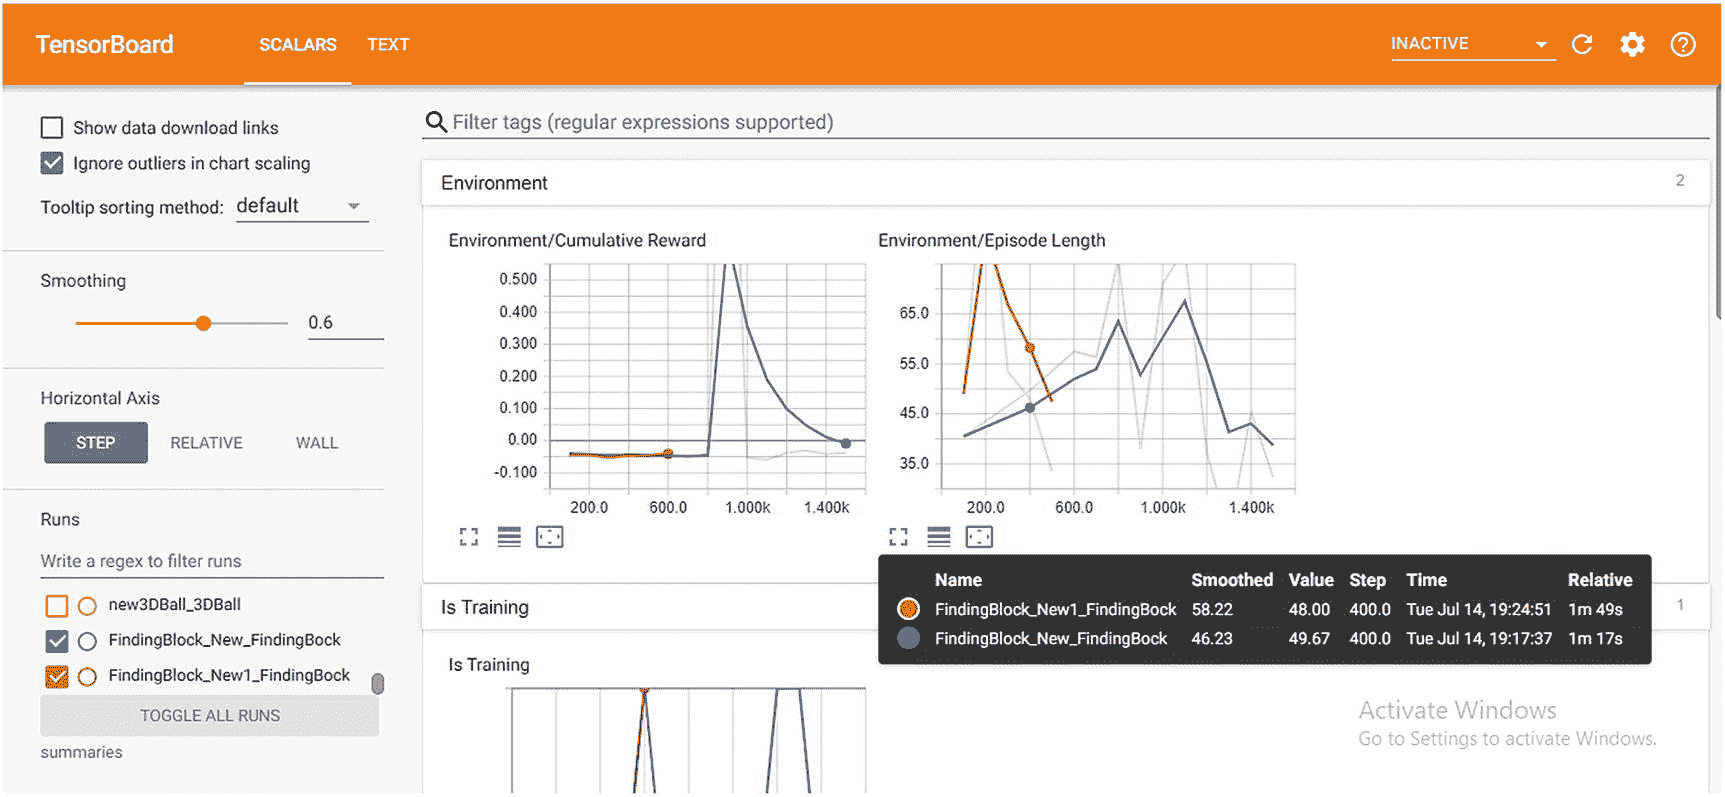 TensorBoard SCALARS TEXT INACTIVE
Show data download links
Ignore outliers in chart scaling
Tooltip sorting method: default
Smoothing
0.6
Horizontal Axis
STEP RELATIVE WALL
Runs
Write a regex to filter runs
new3DBall_3DBall
FindingBlock_New_FindingBock
FindingBlock_New1_FindingBock
TOGGLE ALL RUNS
summaries
Filter tags (regular expressions supported)
Environment 2
Environment/Cumulative Reward
0.500
0.400
0.300
0.200
0.100
0.00
-0.100
200.0 600.0 1.000k 1.400k
Environment/Episode Length
65.0
55.0
45.0
35.0
200.0 600.0 1.000k 1.400k
Name Smoothed Value Step Time Relative
FindingBlock_New1_FindingBock 58.22 48.00 400.0 Tue Jul 14, 19:24:51 1m 49s
FindingBlock_New_FindingBock 46.23 49.67 400.0 Tue Jul 14, 19:17:37 1m 17s
Is Training 1
Is Training
Activate Windows
Go to Settings to activate Windows.